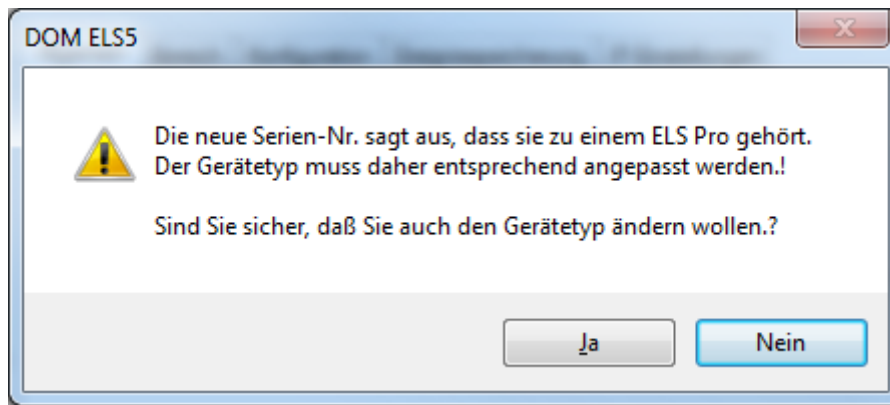 DOM ELS5
Die neue Serien-Nr. sagt aus, dass sie zu einem ELS Pro gehört.
Der Gerätetyp muss daher entsprechend angepasst werden.!
Sind Sie sicher, daß Sie auch den Gerätetyp ändern wollen.?
Ja
Nein